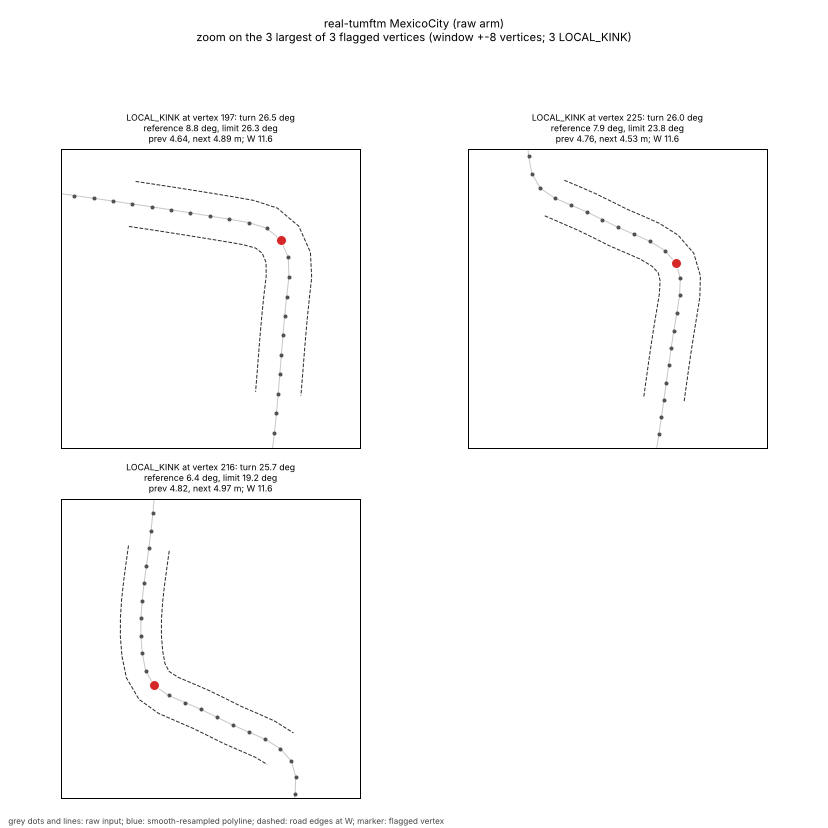 real-tumftm MexicoCity (raw arm)
zoom on the 3 largest of 3 flagged vertices (window +-8 vertices; 3 LOCAL_KINK)
LOCAL_KINK at vertex 197: turn 26.5 deg
reference 8.8 deg, limit 26.3 deg
prev 4.64, next 4.89 m; W 11.6
LOCAL_KINK at vertex 225: turn 26.0 deg
reference 7.9 deg, limit 23.8 deg
prev 4.76, next 4.53 m; W 11.6
LOCAL_KINK at vertex 216: turn 25.7 deg
reference 6.4 deg, limit 19.2 deg
prev 4.82, next 4.97 m; W 11.6
grey dots and lines: raw input; blue: smooth-resampled polyline; dashed: road edges at W; marker: flagged vertex